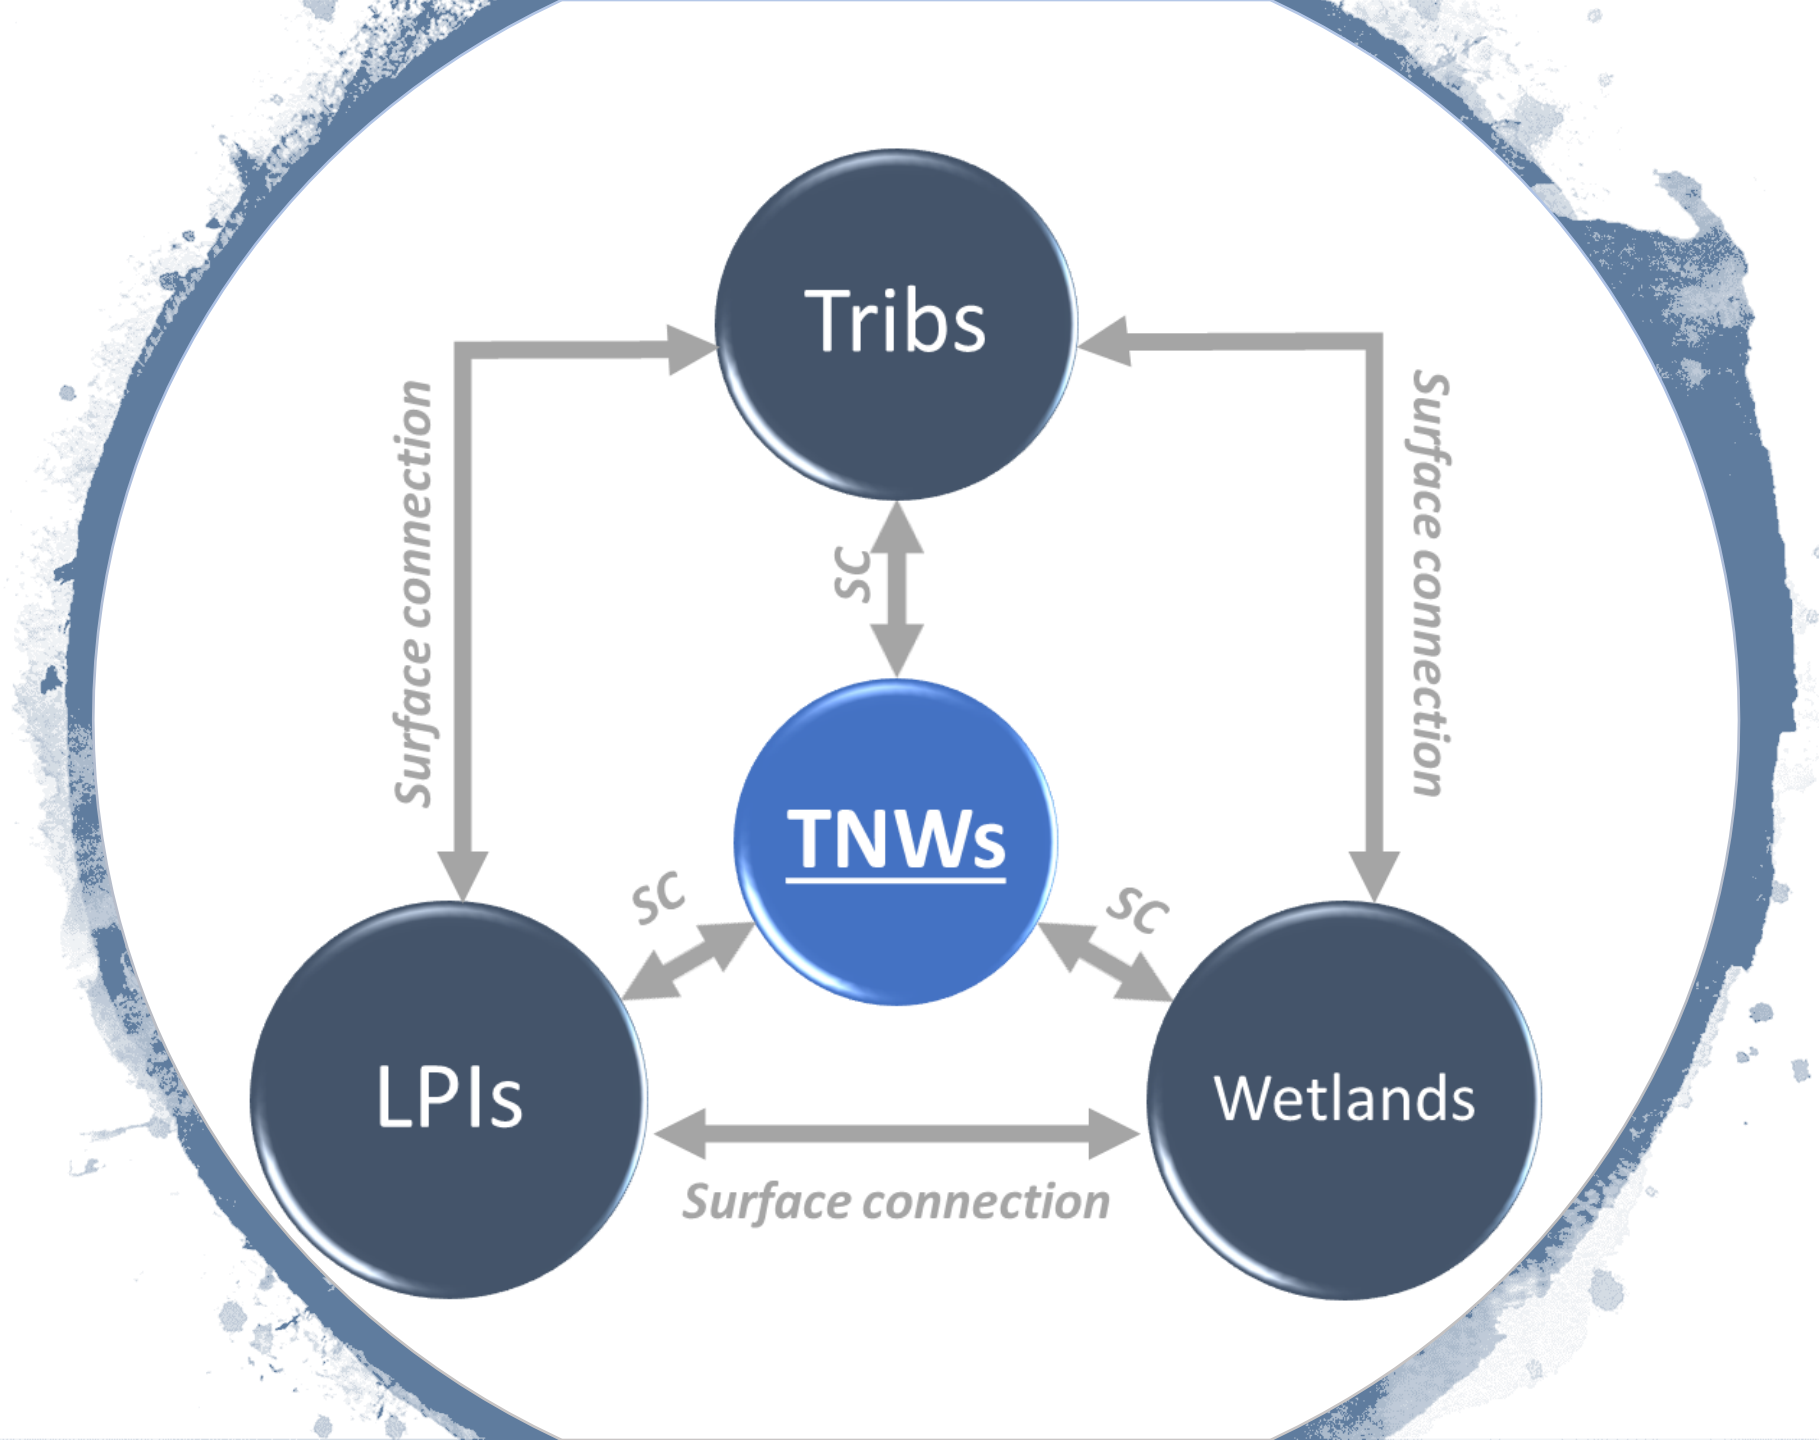 Tribs
Surface connection
Surface connection
SC
TNWs
SC
SC
LPIs
Wetlands
Surface connection